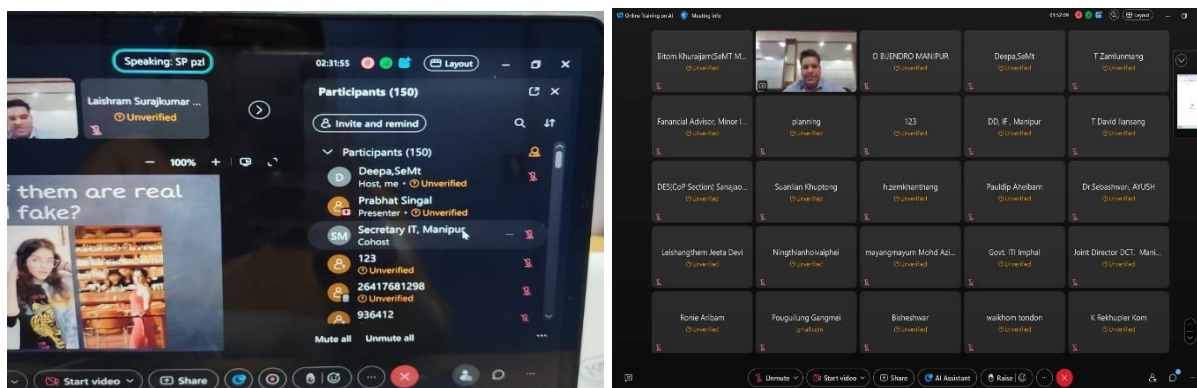 Speaking: SP pzl
02:31:55
Layout
Laishram Surajkumar ...
Unverified
100%
them are real
fake?
Participants (150)
Invite and remind
Participants (150)
Deepa,SeMt
Host, me • Unverified
Prabhat Singal
Presenter • Unverified
SM
Secretary IT, Manipur
Cohost
123
Unverified
26417681298
Unverified
936412
Mute all Unmute all
Start video
Share
Online Training on AI Meeting Info
03:52:09
Layout
Bitom Khuraijam(SeMT M...
Unverified
O BUENDRO MANIPUR
Unverified
Deepa,SeMt
Unverified
T Zamlunmang
Unverified
Fanancial Advisor, Minor I...
Unverified
planning
Unverified
123
Unverified
DD, IF , Manipur
Unverified
T David liansang
Unverified
DES(CoP Section) Sanajao...
Unverified
Suanlian Khuptong
Unverified
h.zemkhanthang
Unverified
Pauldip Aheibam
Unverified
Dr.Sebashwari, AYUSH
Unverified
Leishangthem Jeeta Devi
Unverified
Ningthianhoivaiphei
Unverified
mayangmayum Mohd Azi...
Unverified
Govt. ITI Imphal
Unverified
Joint Director DCT, Mani...
Unverified
Ronie Aribam
Unverified
Pouguilung Gangmei
gmail.com
Bisheshwar
Unverified
waikhom tondon
Unverified
K Rekhupler Kom
Unverified
Unmute
Start video
Share
AI Assistant
Raise